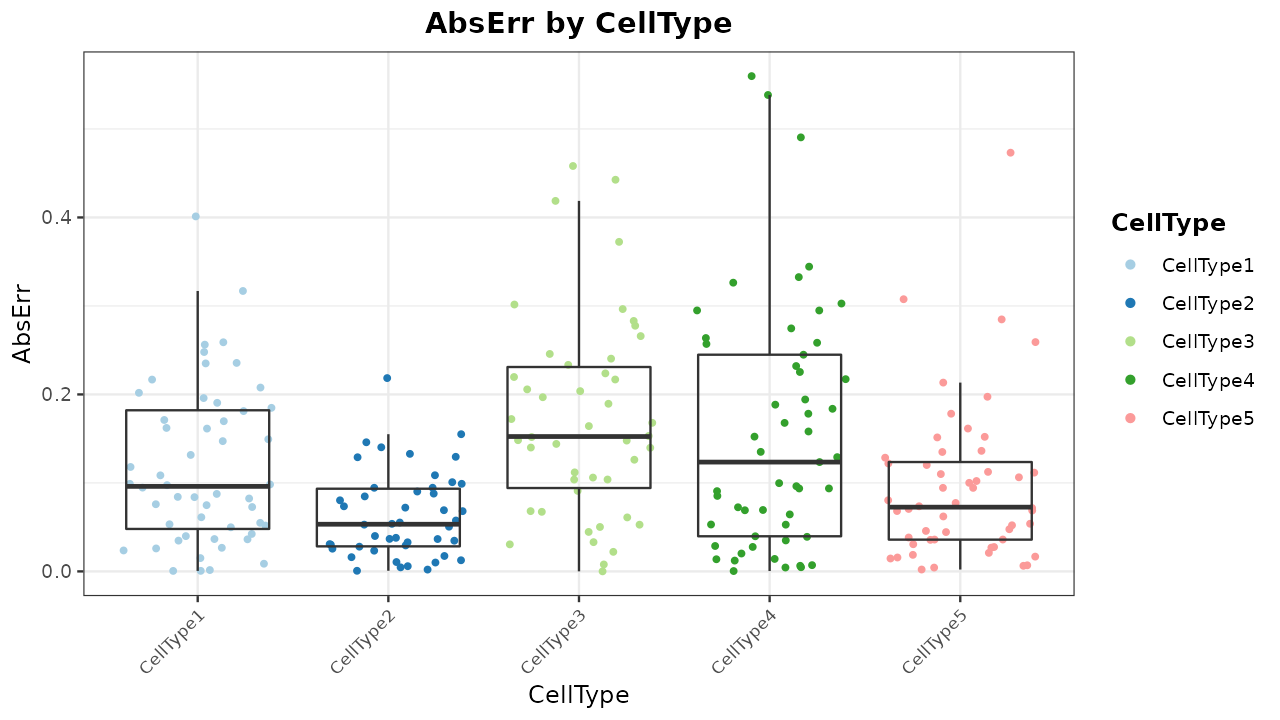 AbsErr by CellType
AbsErr
0.4
0.2
0.0
CellType1
CellType2
CellType3
CellType4
CellType5
CellType
CellType
CellType1
CellType2
CellType3
CellType4
CellType5